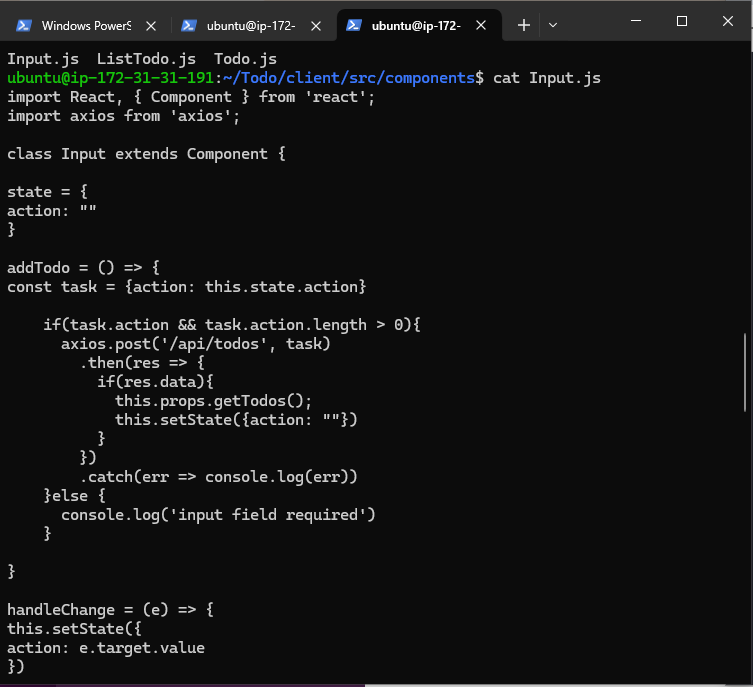 Windows PowerS
ubuntu@ip-172-
ubuntu@ip-172-
Input.js  ListTodo.js  Todo.js
ubuntu@ip-172-31-31-191:~/Todo/client/src/components$ cat Input.js
import React, { Component } from 'react';
import axios from 'axios';

class Input extends Component {

state = {
action: ""
}

addTodo = () => {
const task = {action: this.state.action}

    if(task.action && task.action.length > 0){
      axios.post('/api/todos', task)
        .then(res => {
          if(res.data){
            this.props.getTodos();
            this.setState({action: ""})
          }
        })
        .catch(err => console.log(err))
    }else {
      console.log('input field required')
    }

}

handleChange = (e) => {
this.setState({
action: e.target.value
})